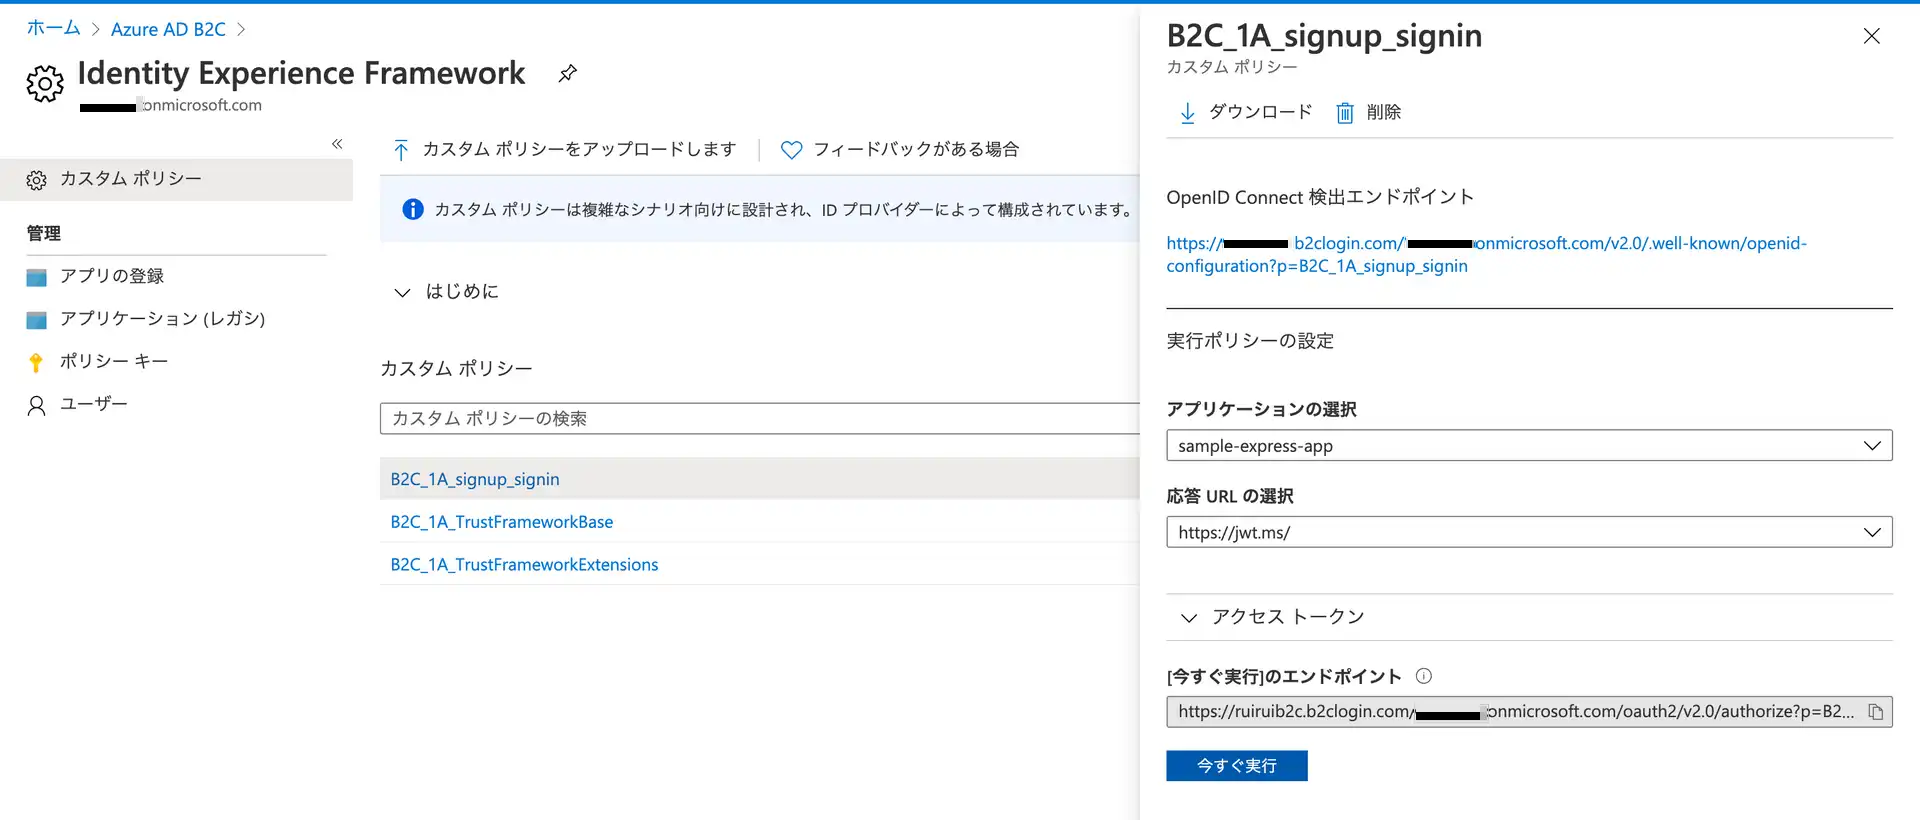 ホーム > Azure AD B2C >
Identity Experience Framework
onmicrosoft.com
«
カスタム ポリシー
管理
アプリの登録
アプリケーション (レガシ)
ポリシー キー
ユーザー
カスタム ポリシーをアップロードします
フィードバックがある場合
カスタム ポリシーは複雑なシナリオ向けに設計され、ID プロバイダーによって構成されています。
はじめに
カスタム ポリシー
カスタム ポリシーの検索
B2C_1A_signup_signin
B2C_1A_TrustFrameworkBase
B2C_1A_TrustFrameworkExtensions
B2C_1A_signup_signin
カスタム ポリシー
ダウンロード
削除
OpenID Connect 検出エンドポイント
https:// b2clogin.com/ onmicrosoft.com/v2.0/.well-known/openid-
configuration?p=B2C_1A_signup_signin
実行ポリシーの設定
アプリケーションの選択
sample-express-app
応答 URL の選択
https://jwt.ms/
アクセス トークン
[今すぐ実行]のエンドポイント
https://ruiruib2c.b2clogin.com/ onmicrosoft.com/oauth2/v2.0/authorize?p=B2...
今すぐ実行